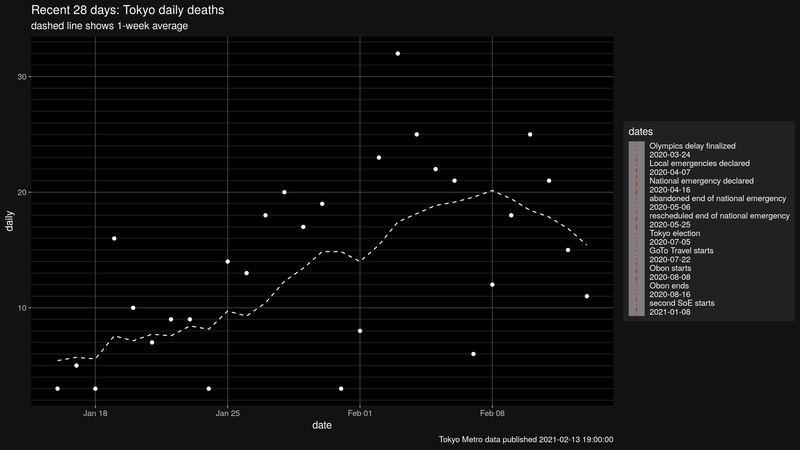 Recent 28 days: Tokyo daily deaths
dashed line shows 1-week average
30
20
10
daily
Jan 18
Jan 25
Feb 01
Feb 08
date
dates
Olympics delay finalized
2020-03-24
Local emergencies declared
2020-04-07
National emergency declared
2020-04-16
abandoned end of national emergency
2020-05-06
rescheduled end of national emergency
2020-05-25
Tokyo election
2020-07-05
GoTo Travel starts
2020-07-22
Obon starts
2020-08-08
Obon ends
2020-08-16
second SoE starts
2021-01-08
Tokyo Metro data published 2021-02-13 19:00:00